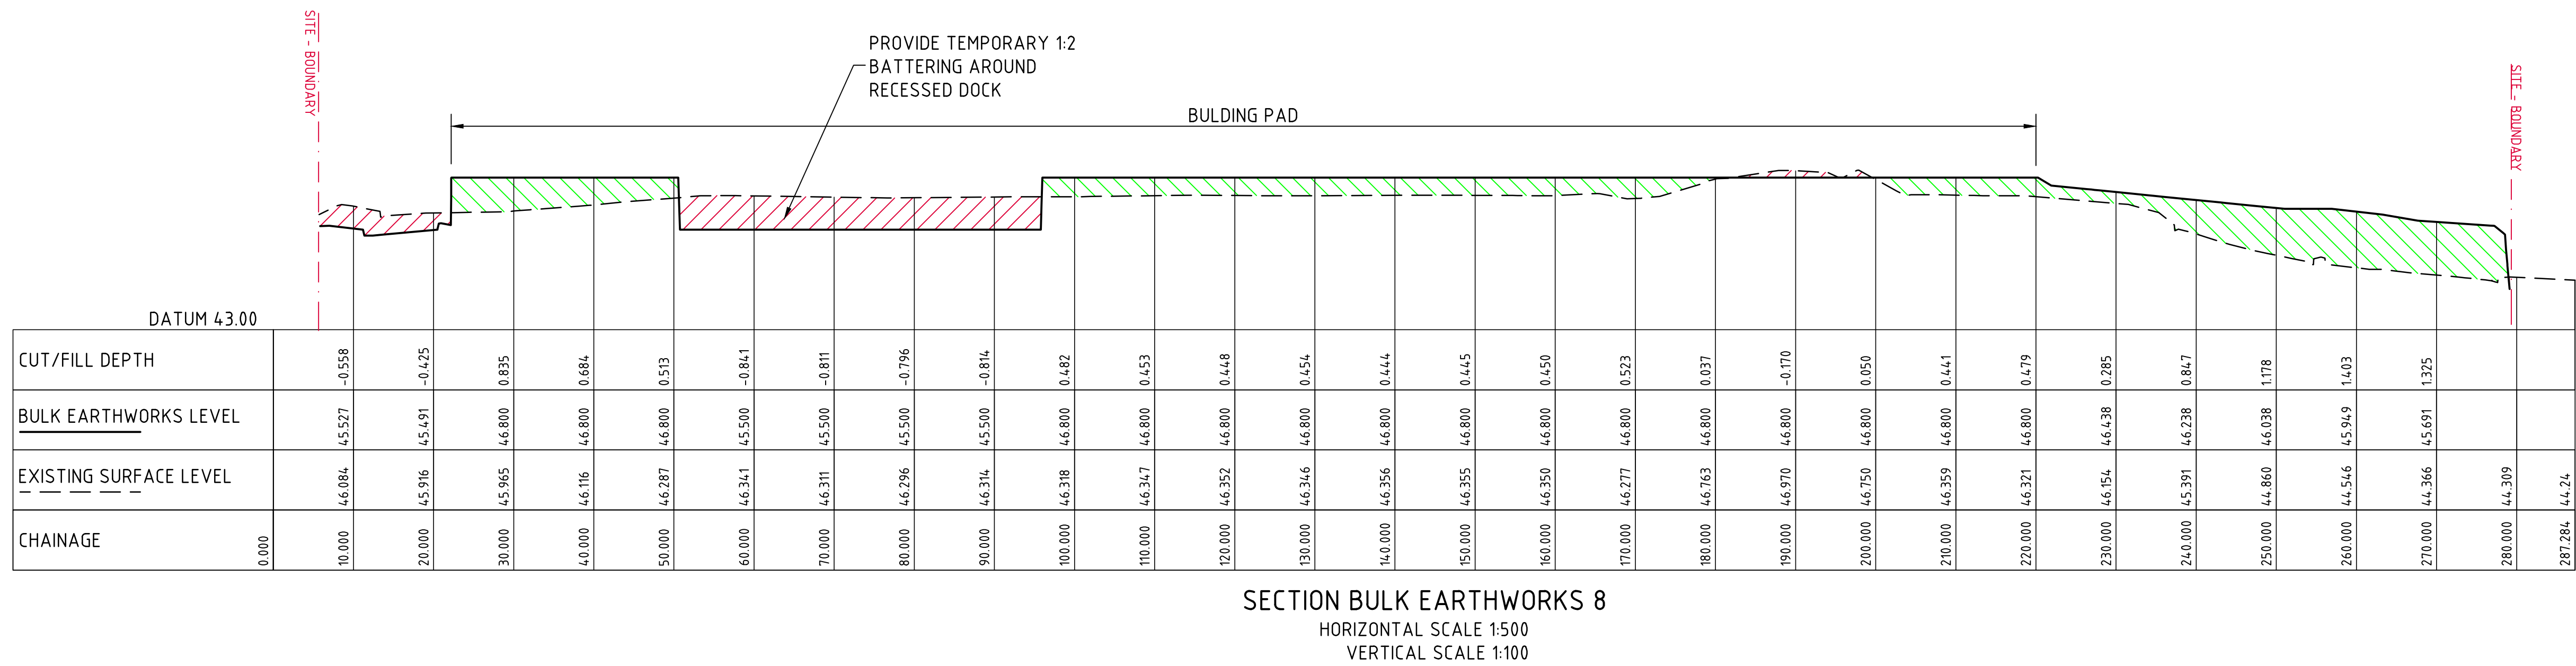 SITE - BOUNDARY
PROVIDE TEMPORARY 1:2
BATTERING AROUND
RECESSED DOCK
BULDING PAD
SITE - BOUNDARY
DATUM 43.00
CUT/FILL DEPTH -0.558 -0.425 0.835 0.684 0.513 -0.841 -0.811 -0.796 -0.814 0.482 0.453 0.448 0.454 0.444 0.445 0.450 0.523 0.037 -0.170 0.050 0.441 0.479 0.285 0.847 1.178 1.403 1.325
BULK EARTHWORKS LEVEL 45.527 45.491 46.800 46.800 46.800 45.500 45.500 45.500 45.500 46.800 46.800 46.800 46.800 46.800 46.800 46.800 46.800 46.800 46.800 46.800 46.800 46.800 46.438 46.238 46.038 45.949 45.691
EXISTING SURFACE LEVEL 46.084 45.916 45.965 46.116 46.287 46.341 46.311 46.296 46.314 46.318 46.347 46.352 46.346 46.356 46.355 46.350 46.277 46.763 46.970 46.750 46.359 46.321 46.154 45.391 44.860 44.546 44.366 44.309 44.24
CHAINAGE 0.000 10.000 20.000 30.000 40.000 50.000 60.000 70.000 80.000 90.000 100.000 110.000 120.000 130.000 140.000 150.000 160.000 170.000 180.000 190.000 200.000 210.000 220.000 230.000 240.000 250.000 260.000 270.000 280.000 287.284
SECTION BULK EARTHWORKS 8
HORIZONTAL SCALE 1:500
VERTICAL SCALE 1:100